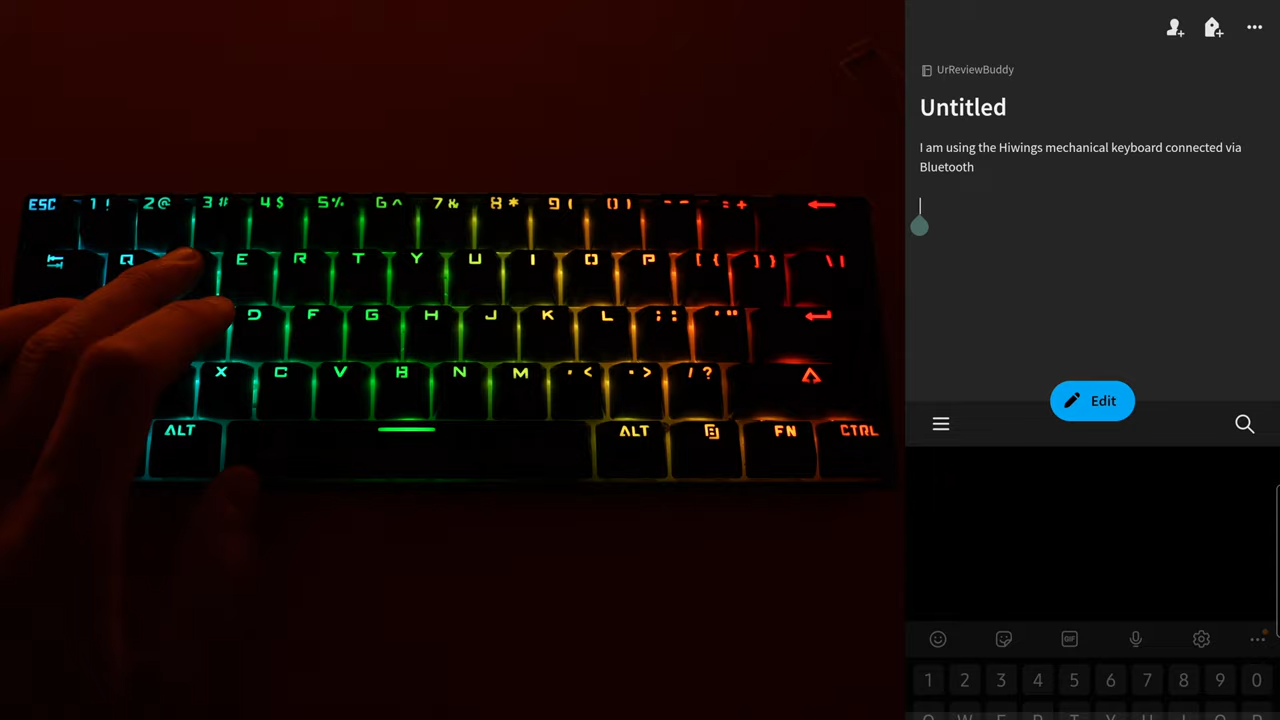 ESC 1 ! 2 @ 3 # 4 $ 5 % 6 ^ 7 & 8 * 9 ( 0 ) - - = +
Q E R T Y U I O P [ { ] } \ |
D F G H J K L ; : ' "
X C V B N M , < . > / ?
ALT ALT FN CTRL
UrReviewBuddy
Untitled
I am using the Hiwings mechanical keyboard connected via
Bluetooth
Edit
GIF
1 2 3 4 5 6 7 8 9 0